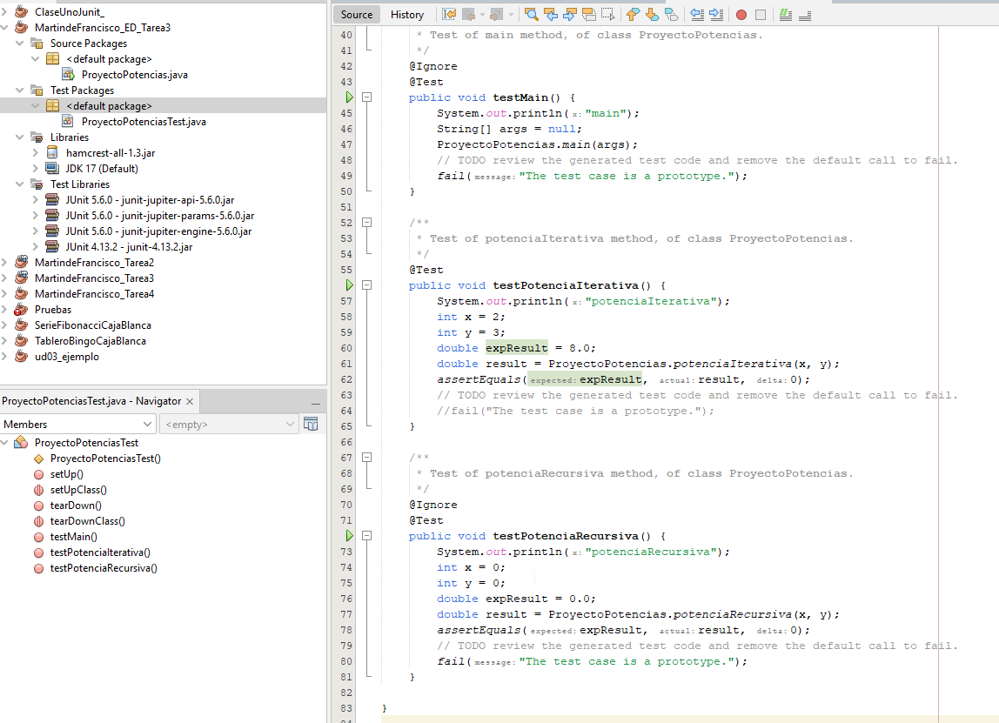 ClaseUnoJunit_
MartindeFrancisco_ED_Tarea3
Source Packages
<default package>
ProyectoPotencias.java
Test Packages
<default package>
ProyectoPotenciasTest.java
Libraries
hamcrest-all-1.3.jar
JDK 17 (Default)
Test Libraries
JUnit 5.6.0 - junit-jupiter-api-5.6.0.jar
JUnit 5.6.0 - junit-jupiter-params-5.6.0.jar
JUnit 5.6.0 - junit-jupiter-engine-5.6.0.jar
JUnit 4.13.2 - junit-4.13.2.jar
MartindeFrancisco_Tarea2
MartindeFrancisco_Tarea3
MartindeFrancisco_Tarea4
Pruebas
SerieFibonacciCajaBlanca
TableroBingoCajaBlanca
ud03_ejemplo
ProyectoPotenciasTest.java - Navigator ×
Members
<empty>
ProyectoPotenciasTest
ProyectoPotenciasTest()
setUp()
setUpClass()
tearDown()
tearDownClass()
testMain()
testPotenciaIterativa()
testPotenciaRecursiva()
Source History
40 * Test of main method, of class ProyectoPotencias.
41 */
42 @Ignore
43 @Test
public void testMain() {
45 System.out.println(x: "main");
46 String[] args = null;
47 ProyectoPotencias.main(args);
48 // TODO review the generated test code and remove the default call to fail.
49 fail(message: "The test case is a prototype.");
50 }
51
52 /**
53 * Test of potenciaIterativa method, of class ProyectoPotencias.
54 */
55 @Test
public void testPotenciaIterativa() {
57 System.out.println(x: "potenciaIterativa");
58 int x = 2;
59 int y = 3;
60 double expResult = 8.0;
61 double result = ProyectoPotencias.potenciaIterativa(x, y);
62 assertEquals(expected: expResult, actual: result, delta: 0);
63 // TODO review the generated test code and remove the default call to fail.
64 //fail("The test case is a prototype.");
65 }
66
67 /**
68 * Test of potenciaRecursiva method, of class ProyectoPotencias.
69 */
70 @Ignore
71 @Test
public void testPotenciaRecursiva() {
73 System.out.println(x: "potenciaRecursiva");
74 int x = 0;
75 int y = 0;
76 double expResult = 0.0;
77 double result = ProyectoPotencias.potenciaRecursiva(x, y);
78 assertEquals(expected: expResult, actual: result, delta: 0);
79 // TODO review the generated test code and remove the default call to fail.
80 fail(message: "The test case is a prototype.");
81 }
82
83 }